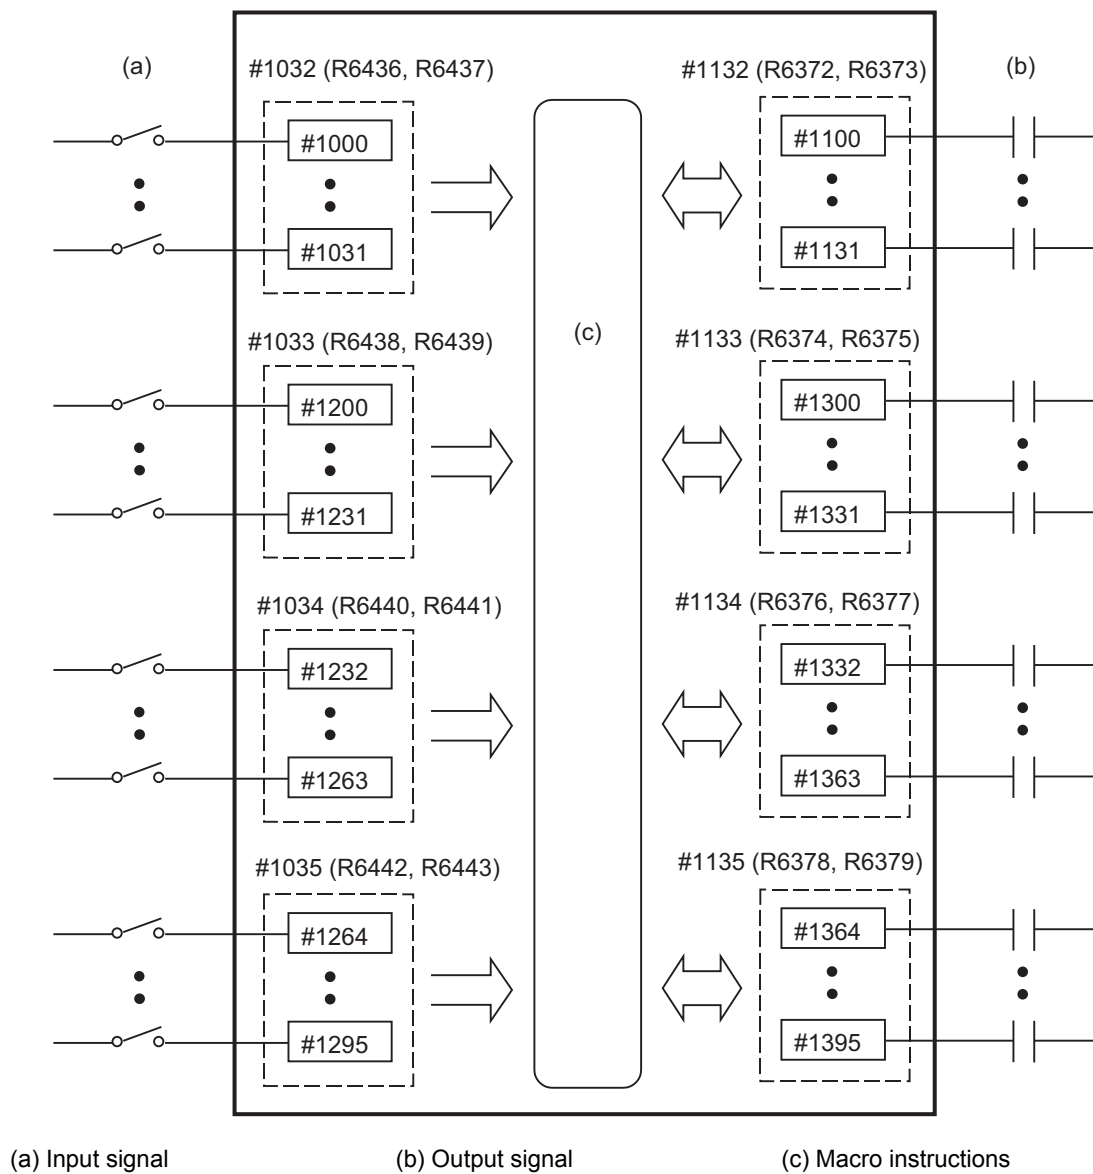 (a)
#1032 (R6436, R6437)
#1132 (R6372, R6373)
(b)
#1000
#1100
#1031
#1131
#1033 (R6438, R6439)
(c)
#1133 (R6374, R6375)
#1200
#1300
#1231
#1331
#1034 (R6440, R6441)
#1134 (R6376, R6377)
#1232
#1332
#1263
#1363
#1035 (R6442, R6443)
#1135 (R6378, R6379)
#1264
#1364
#1295
#1395
(a) Input signal
(b) Output signal
(c) Macro instructions